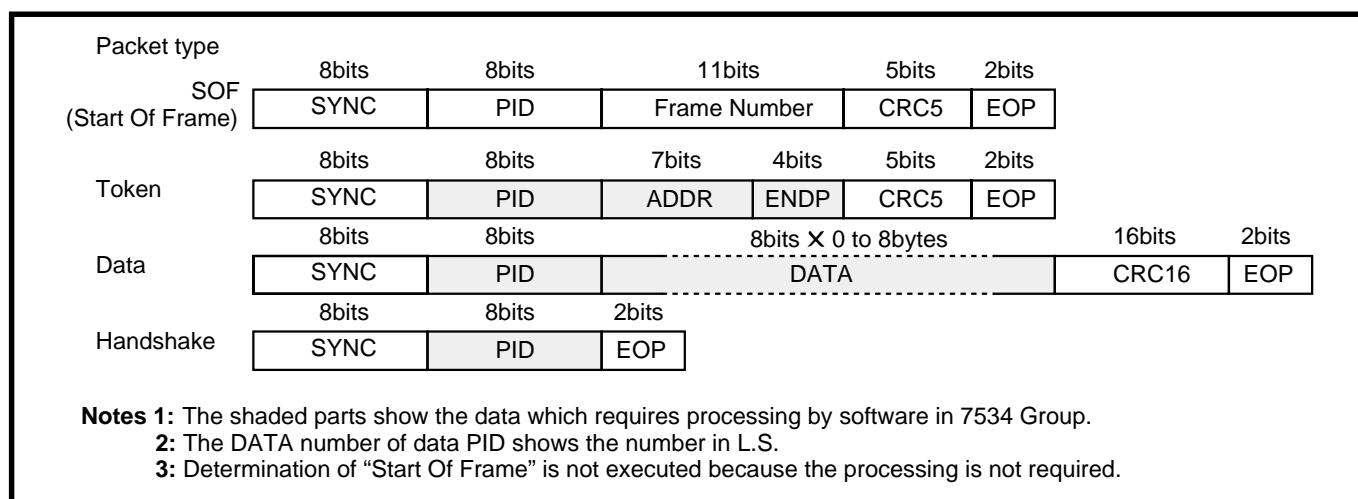 Packet type
8bits 8bits 11bits 5bits 2bits
SOF
(Start Of Frame)
SYNC PID Frame Number CRC5 EOP
8bits 8bits 7bits 4bits 5bits 2bits
Token SYNC PID ADDR ENDP CRC5 EOP
8bits 8bits 8bits ✕ 0 to 8bytes 16bits 2bits
Data SYNC PID DATA CRC16 EOP
8bits 8bits 2bits
Handshake SYNC PID EOP
Notes 1: The shaded parts show the data which requires processing by software in 7534 Group.
2: The DATA number of data PID shows the number in L.S.
3: Determination of “Start Of Frame” is not executed because the processing is not required.